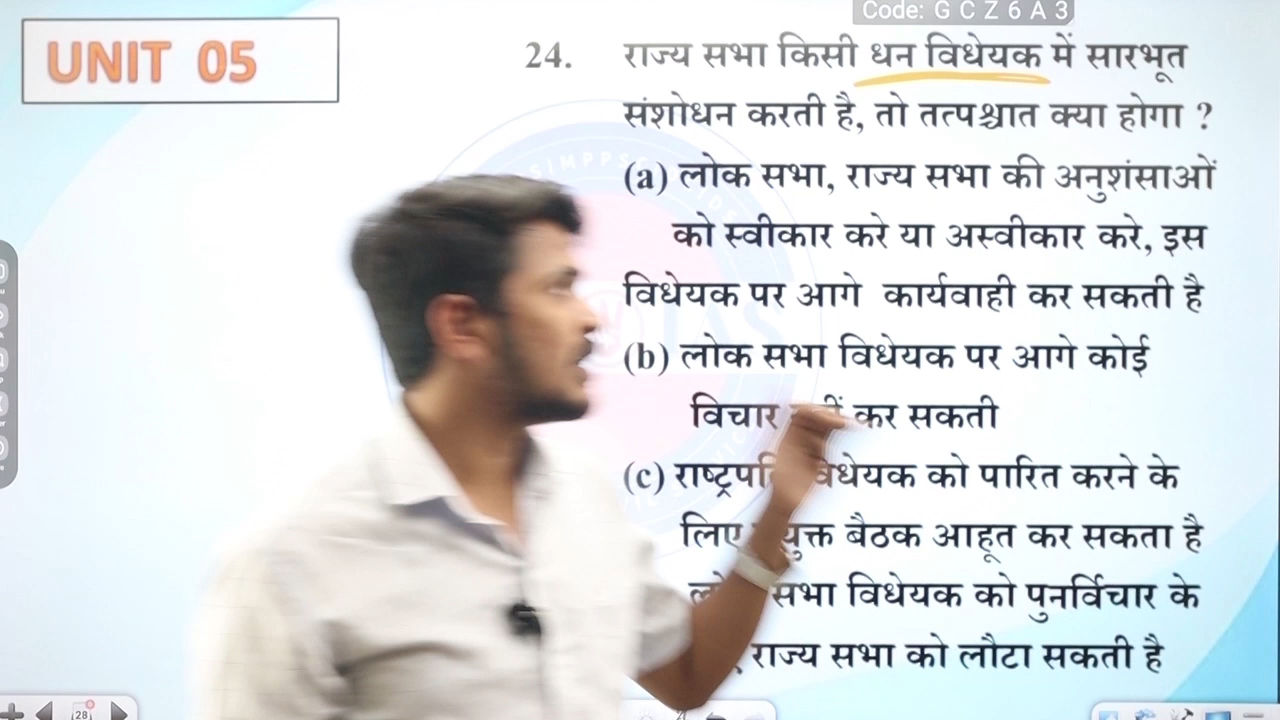 Code: G C Z 6 A 3
UNIT 05
24. राज्य सभा किसी धन विधेयक में सारभूत
संशोधन करती है, तो तत्पश्चात क्या होगा ?
(a) लोक सभा, राज्य सभा की अनुशंसाओं
को स्वीकार करे या अस्वीकार करे, इस
विधेयक पर आगे कार्यवाही कर सकती है
(b) लोक सभा विधेयक पर आगे कोई
विचार कर सकती
(c) विधेयक को पारित करने के
लिए बैठक आहूत कर सकता है
सभा विधेयक को पुनर्विचार के
राज्य सभा को लौटा सकती है
28